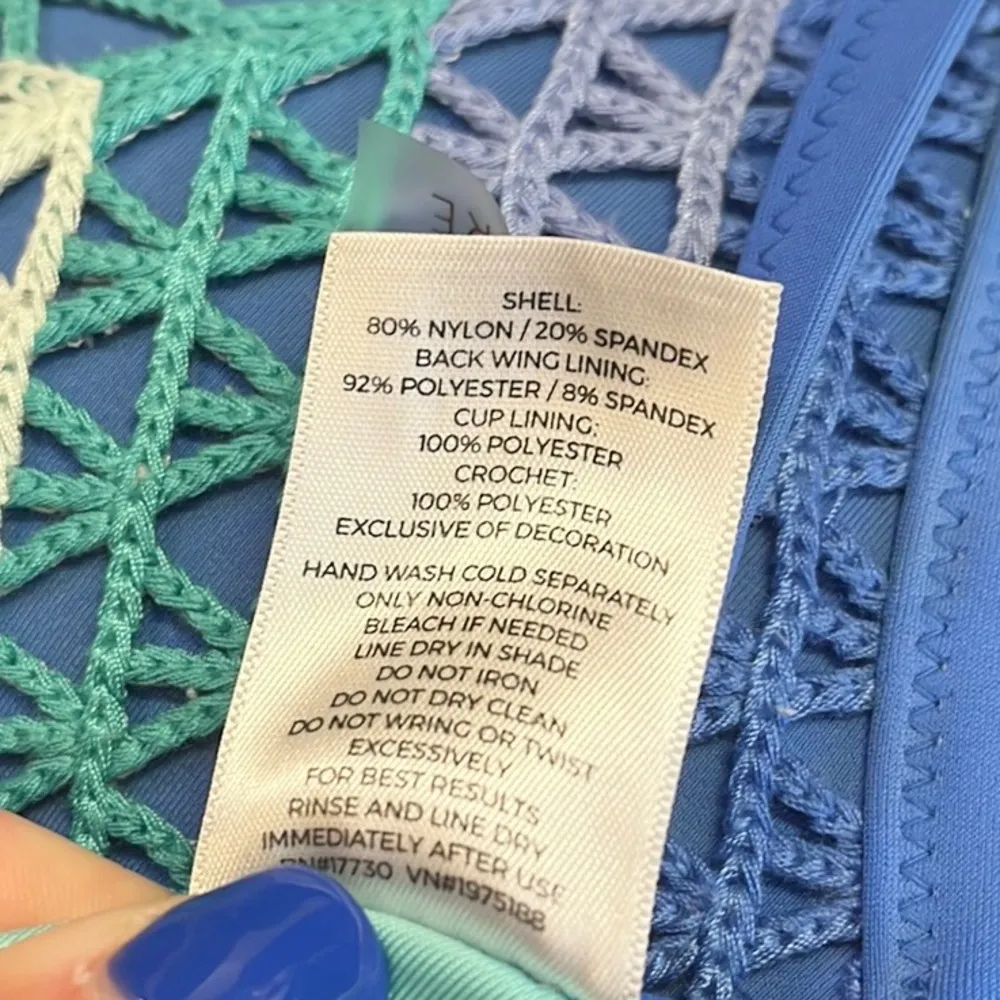 RE
SHELL:
80% NYLON / 20% SPANDEX
BACK WING LINING:
92% POLYESTER / 8% SPANDEX
CUP LINING:
100% POLYESTER
CROCHET:
100% POLYESTER
EXCLUSIVE OF DECORATION
HAND WASH COLD SEPARATELY
ONLY NON-CHLORINE
BLEACH IF NEEDED
LINE DRY IN SHADE
DO NOT IRON
DO NOT DRY CLEAN
DO NOT WRING OR TWIST
EXCESSIVELY
FOR BEST RESULTS
RINSE AND LINE DRY
IMMEDIATELY AFTER USE
RN#17730 VN#1975188